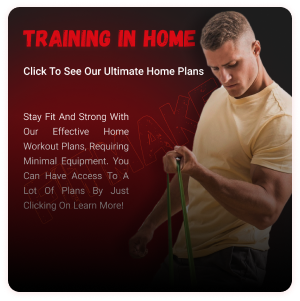 TRAINING IN HOME
Click To See Our Ultimate Home Plans
Stay Fit And Strong With
Our Effective Home
Workout Plans, Requiring
Minimal Equipment. You
Can Have Access To A
Lot Of Plans By Just
Clicking On Learn More!